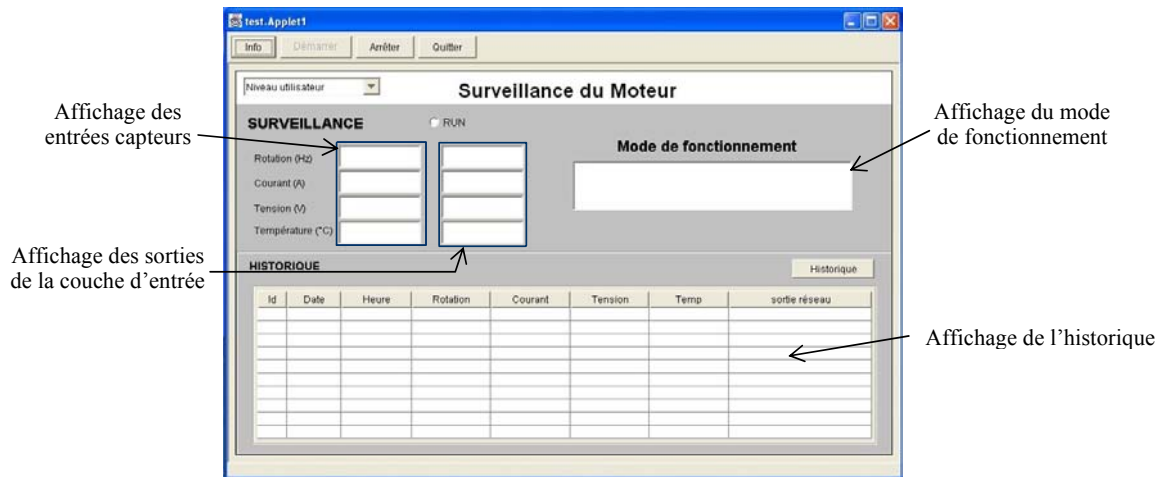 test.Applet1
Info Démarrer Arrêter Quitter
Niveau utilisateur
Surveillance du Moteur
Affichage des
entrées capteurs
SURVEILLANCE
RUN
Affichage du mode
de fonctionnement
Mode de fonctionnement
Rotation (Hz)
Courant (A)
Tension (V)
Température (°C)
Affichage des sorties
de la couche d'entrée
HISTORIQUE
Historique
Id Date Heure Rotation Courant Tension Temp sortie réseau
Affichage de l'historique